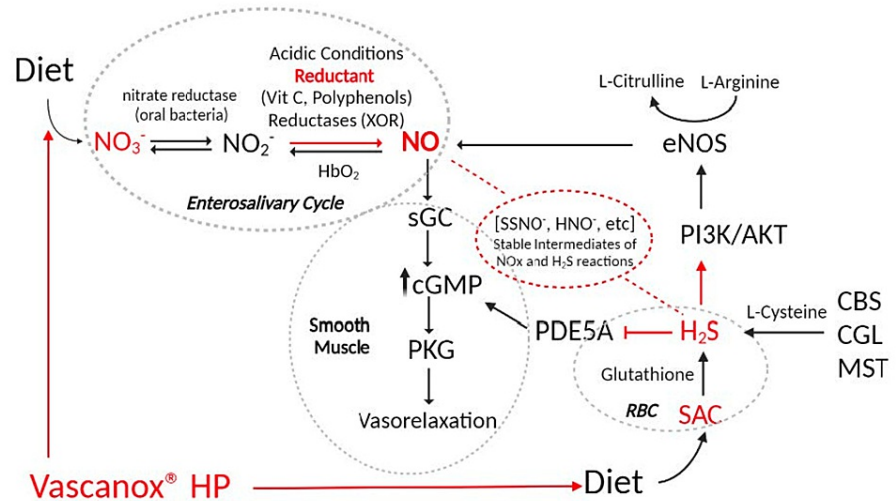 Diet
Acidic Conditions
Reductant
(Vit C, Polyphenols)
Reductases (XOR)
nitrate reductase
(oral bacteria)
NO₃⁻
NO₂⁻
NO
HbO₂
Enterosalivary Cycle
L-Citrulline
L-Arginine
eNOS
PI3K/AKT
[SSNO⁻, HNO⁻, etc]
Stable Intermediates of
NOx and H₂S reactions
sGC
cGMP
PKG
Vasorelaxation
Smooth
Muscle
PDE5A
H₂S
L-Cysteine
CBS
CGL
MST
Glutathione
RBC
SAC
Vascanox® HP
Diet